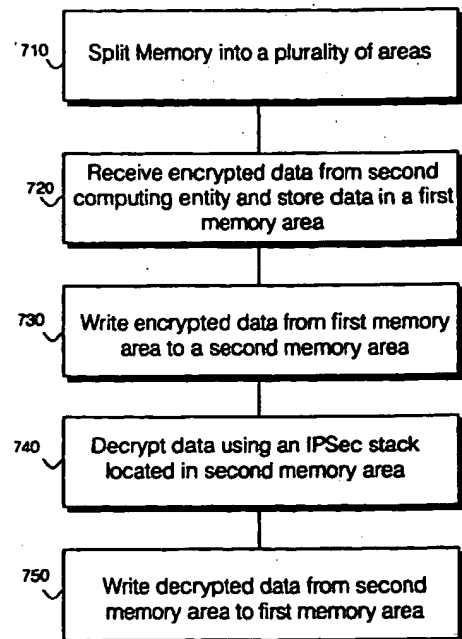 710
Split Memory into a plurality of areas
720
Receive encrypted data from second
computing entity and store data in a first
memory area
730
Write encrypted data from first memory
area to a second memory area
740
Decrypt data using an IPSec stack
located in second memory area
750
Write decrypted data from second
memory area to first memory area